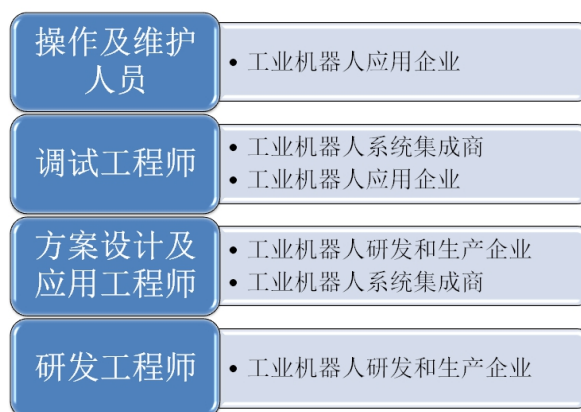 操作及维护
人员
• 工业机器人应用企业
调试工程师
• 工业机器人系统集成商
• 工业机器人应用企业
方案设计及
应用工程师
• 工业机器人研发和生产企业
• 工业机器人系统集成商
研发工程师
• 工业机器人研发和生产企业